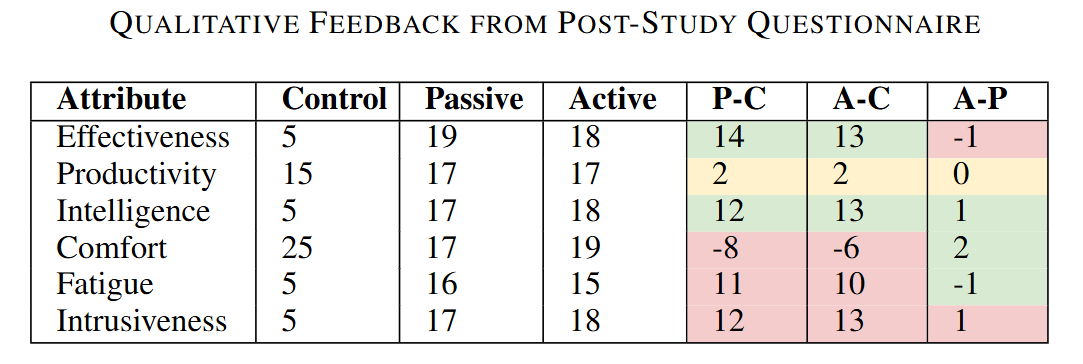 QUALITATIVE FEEDBACK FROM POST-STUDY QUESTIONNAIRE
Attribute Control Passive Active P-C A-C A-P
Effectiveness 5 19 18 14 13 -1
Productivity 15 17 17 2 2 0
Intelligence 5 17 18 12 13 1
Comfort 25 17 19 -8 -6 2
Fatigue 5 16 15 11 10 -1
Intrusiveness 5 17 18 12 13 1